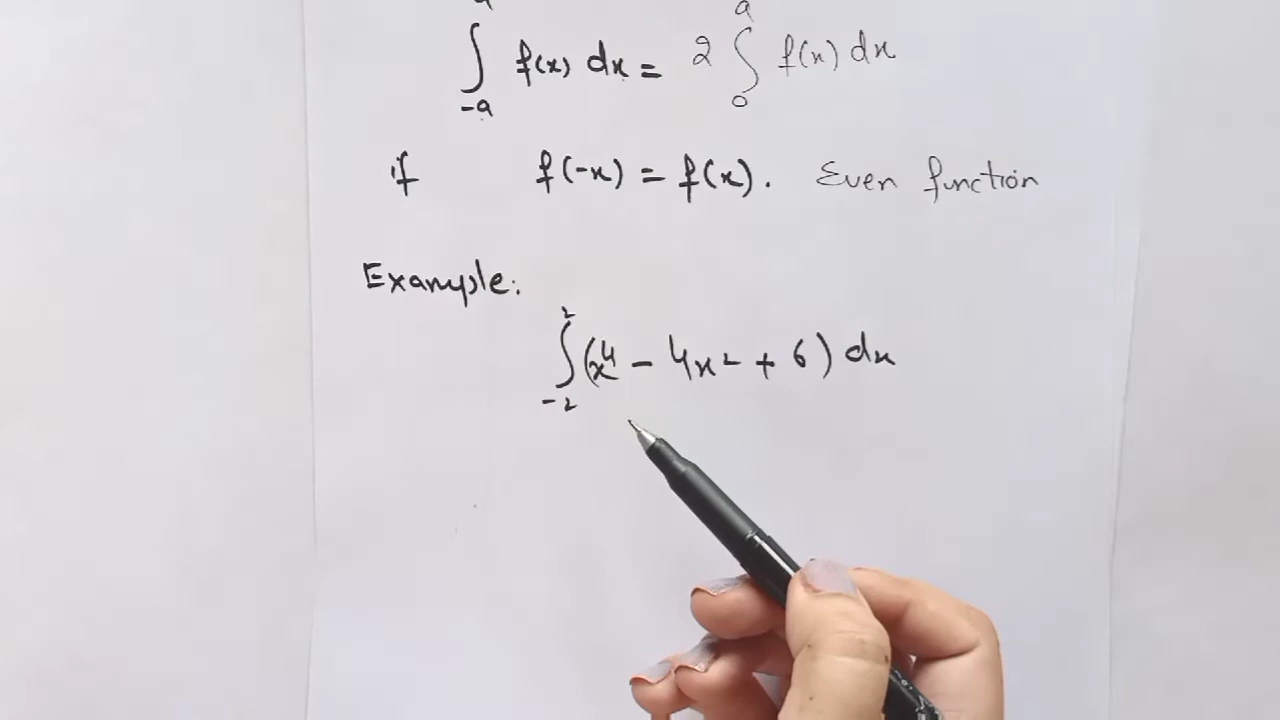 ∫_{-a}^{a} f(x) dx = 2 ∫_{0}^{a} f(x) dx
if f(-x) = f(x). Even function
Example:
∫_{-2}^{2} (x^4 - 4x^2 + 6) dx